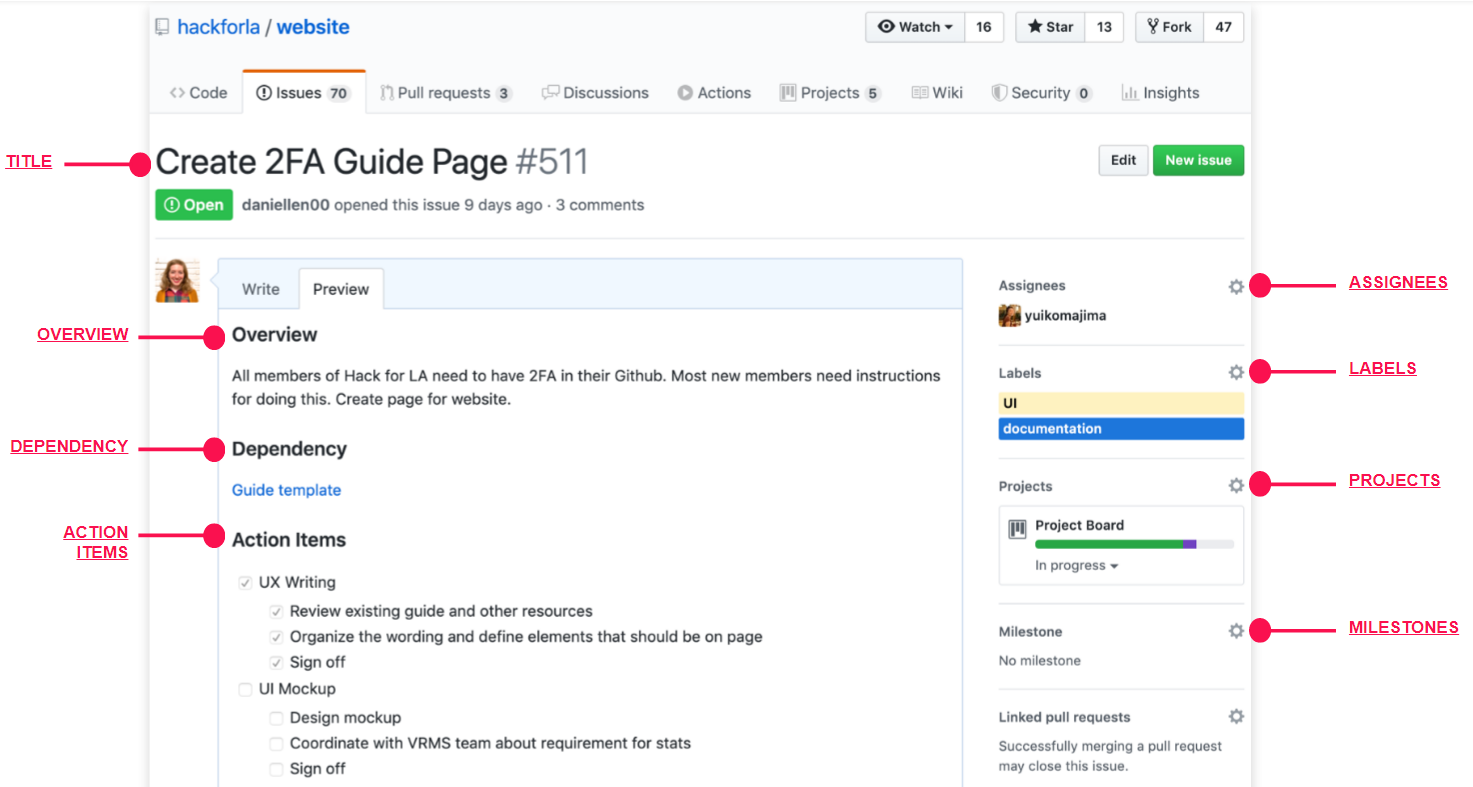 hackforla / website
Watch 16 Star 13 Fork 47
Code Issues 70 Pull requests 3 Discussions Actions Projects 5 Wiki Security 0 Insights
TITLE
Create 2FA Guide Page #511
Edit New issue
Open daniellen00 opened this issue 9 days ago · 3 comments
Write Preview
OVERVIEW
Overview
All members of Hack for LA need to have 2FA in their Github. Most new members need instructions
for doing this. Create page for website.
DEPENDENCY
Dependency
Guide template
ACTION
ITEMS
Action Items
UX Writing
Review existing guide and other resources
Organize the wording and define elements that should be on page
Sign off
UI Mockup
Design mockup
Coordinate with VRMS team about requirement for stats
Sign off
Assignees
ASSIGNEES
yuikomajima
Labels
LABELS
UI
documentation
Projects
PROJECTS
Project Board
In progress
Milestone
MILESTONES
No milestone
Linked pull requests
Successfully merging a pull request
may close this issue.